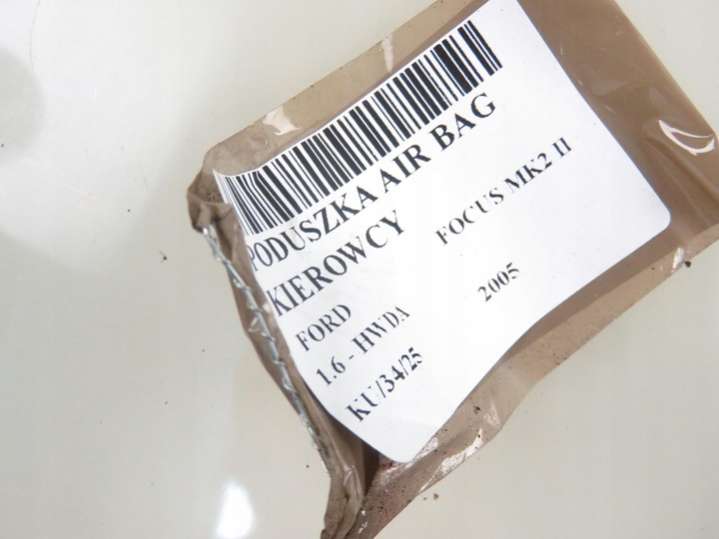 PODUSZKA AIR BAG
KIEROWCY
FORD FOCUS MK2 II
1.6 - HWDA 2005
KU/34/25